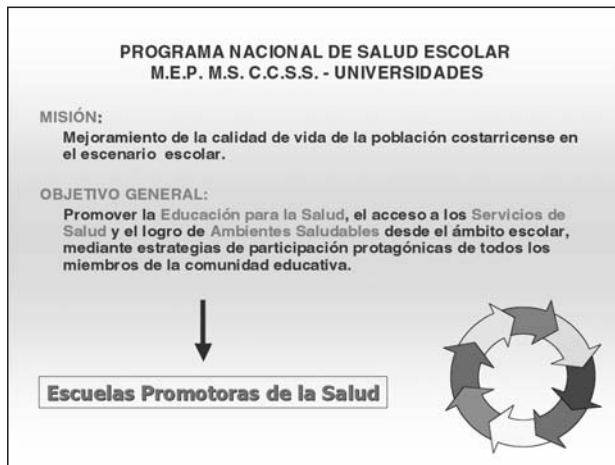 PROGRAMA NACIONAL DE SALUD ESCOLAR
M.E.P. M.S. C.C.S.S. - UNIVERSIDADES
MISIÓN:
Mejoramiento de la calidad de vida de la población costarricense en
el escenario escolar.
OBJETIVO GENERAL:
Promover la Educación para la Salud, el acceso a los Servicios de
Salud y el logro de Ambientes Saludables desde el ámbito escolar,
mediante estrategias de participación protagónicas de todos los
miembros de la comunidad educativa.
Escuelas Promotoras de la Salud